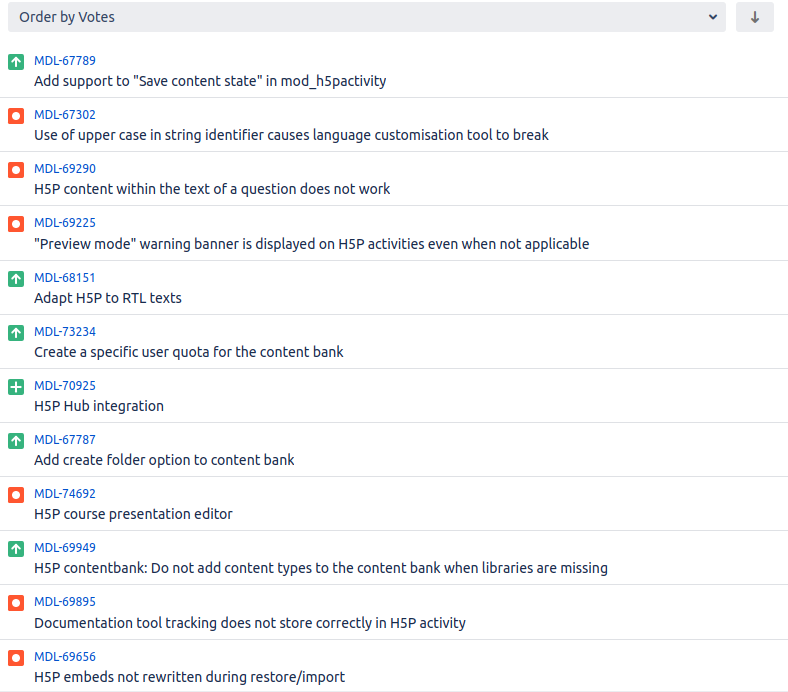 Order by Votes
MDL-67789
Add support to "Save content state" in mod_h5pactivity
MDL-67302
Use of upper case in string identifier causes language customisation tool to break
MDL-69290
H5P content within the text of a question does not work
MDL-69225
"Preview mode" warning banner is displayed on H5P activities even when not applicable
MDL-68151
Adapt H5P to RTL texts
MDL-73234
Create a specific user quota for the content bank
MDL-70925
H5P Hub integration
MDL-67787
Add create folder option to content bank
MDL-74692
H5P course presentation editor
MDL-69949
H5P contentbank: Do not add content types to the content bank when libraries are missing
MDL-69895
Documentation tool tracking does not store correctly in H5P activity
MDL-69656
H5P embeds not rewritten during restore/import